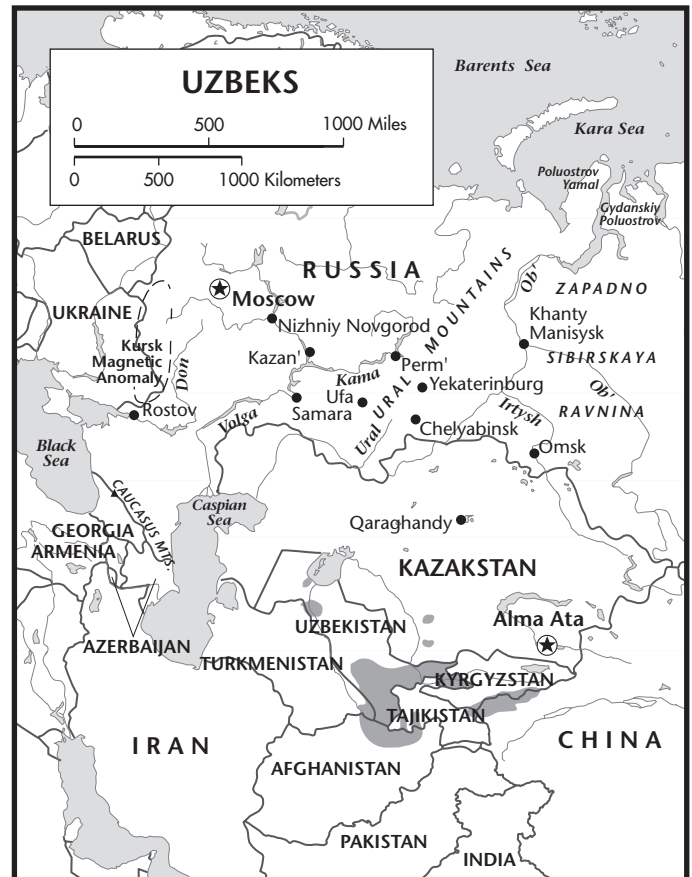 UZBEKS
0 500 1000 Miles
0 500 1000 Kilometers
Barents Sea
Kara Sea
Poluostrov
Yamal
Gydanskiy
Poluostrov
BELARUS
RUSSIA
URAL MOUNTAINS
Ob'
ZAPADNO
Moscow
UKRAINE
Nizhniy Novgorod
Khanty
Manisysk
Kursk
Magnetic
Anomaly
Don
Kazan'
Perm'
SIBIRSKAYA
Kama
Yekaterinburg
Ob'
Ufa
Samara
Irtysh
RAVNINA
Rostov
Volga
Ural
Chelyabinsk
Omsk
Black
Sea
CAUCASUS MTS.
Caspian
Sea
Qaraghandy
GEORGIA
ARMENIA
KAZAKSTAN
Alma Ata
UZBEKISTAN
AZERBAIJAN
TURKMENISTAN
KYRGYZSTAN
TAJIKISTAN
IRAN
CHINA
AFGHANISTAN
PAKISTAN
INDIA